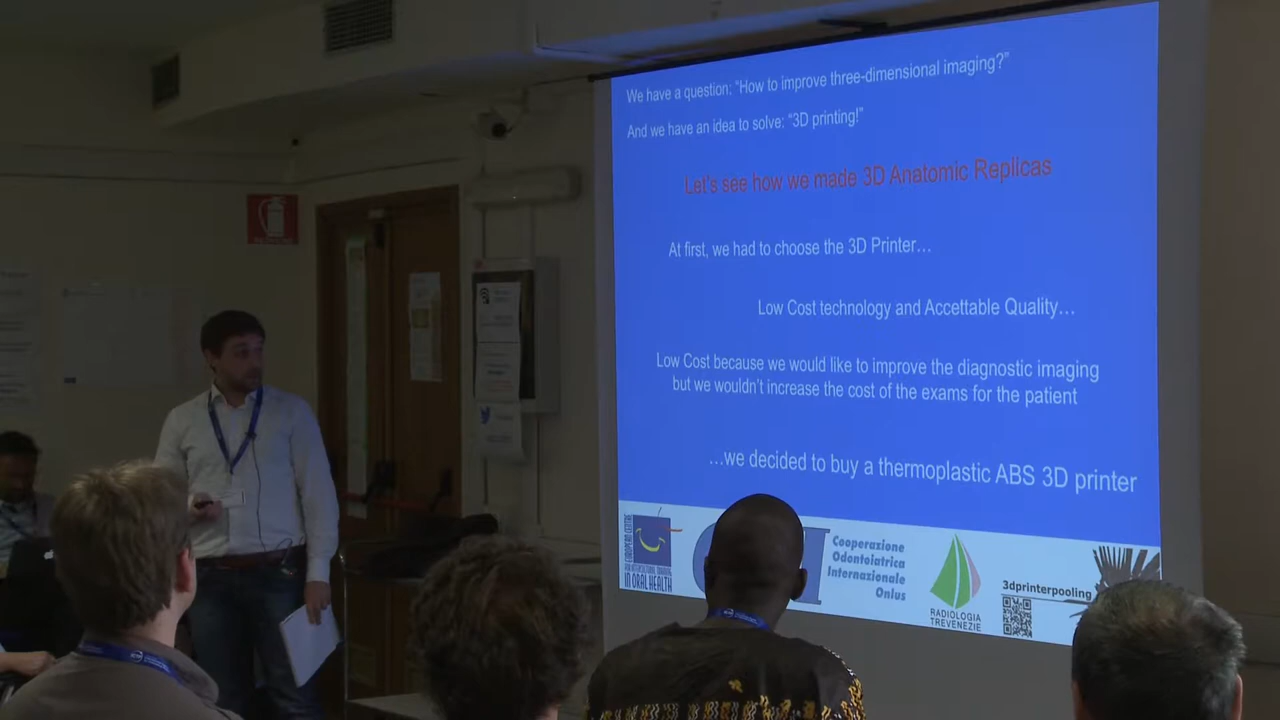 We have a question: “How to improve three-dimensional imaging?”
And we have an idea to solve: “3D printing!”
Let's see how we made 3D Anatomic Replicas
At first, we had to choose the 3D Printer…
Low Cost technology and Accettable Quality…
Low Cost because we would like to improve the diagnostic imaging
but we wouldn't increase the cost of the exams for the patient
…we decided to buy a thermoplastic ABS 3D printer
IN ORAL HEALTH
Cooperazione
Odontoiatrica
Internazionale
Onlus
RADIOLOGIA
TREVENEZIE
3dprinterpooling